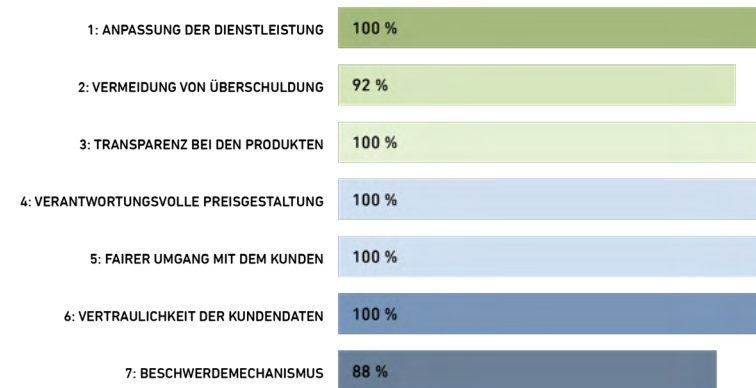 1: ANPASSUNG DER DIENSTLEISTUNG 100 %
2: VERMEIDUNG VON ÜBERSCHULDUNG 92 %
3: TRANSPARENZ BEI DEN PRODUKTEN 100 %
4: VERANTWORTUNGSVOLLE PREISGESTALTUNG 100 %
5: FAIRER UMGANG MIT DEM KUNDEN 100 %
6: VERTRAULICHKEIT DER KUNDENDATEN 100 %
7: BESCHWERDEMECHANISMUS 88 %